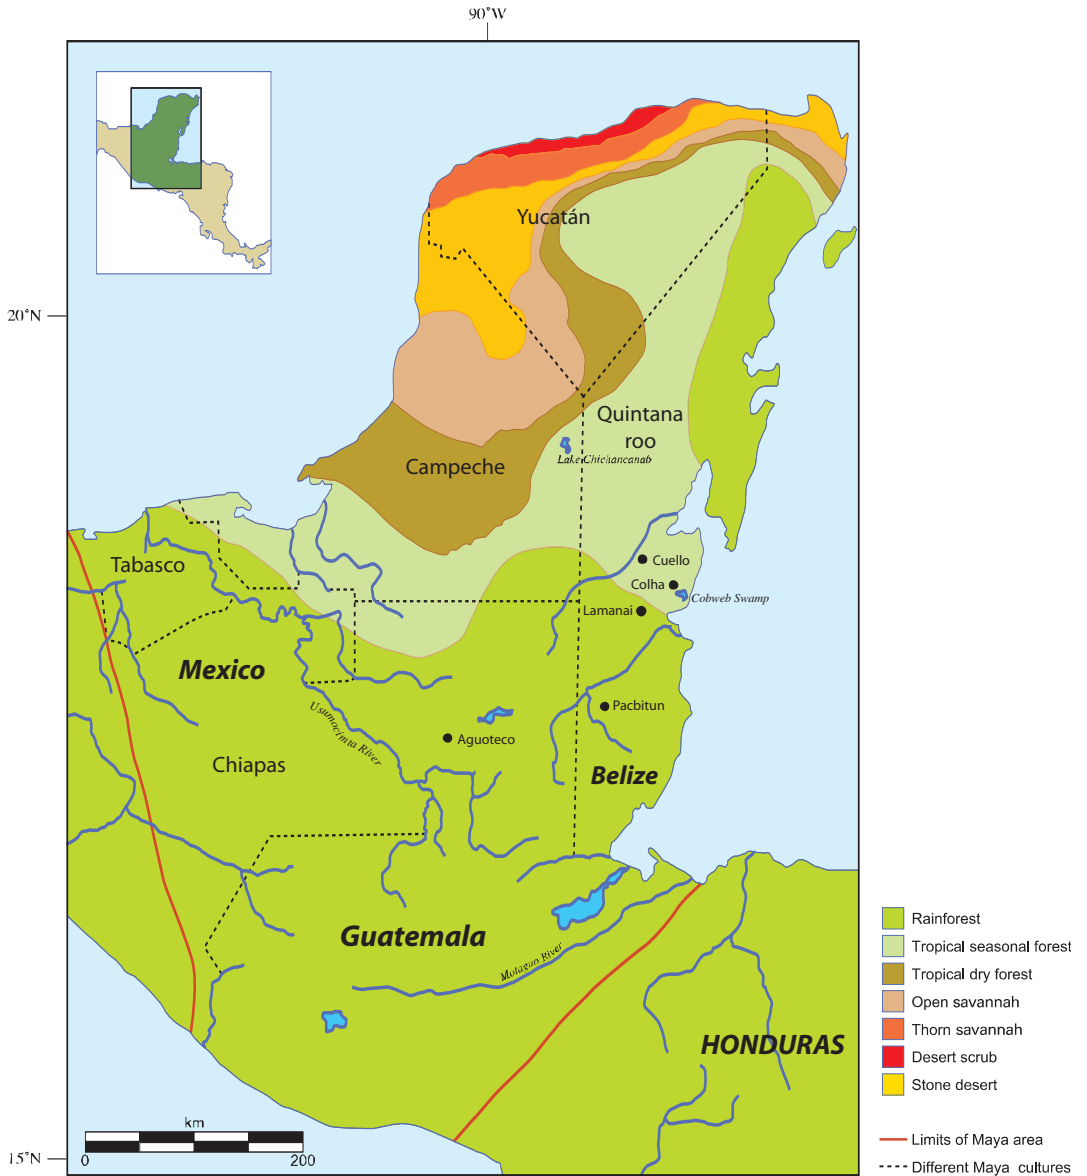 90˚W
Yucatán
20˚N
Quintana
roo
Lake Chichancanab
Campeche
Cuello
Tabasco
Colha
Cobweb Swamp
Lamanai
Mexico
Pacbitun
Usumocimta River
Aguoteco
Chiapas
Belize
Guatemala
Motaguo River
HONDURAS
km
0
200
15˚N
Rainforest
Tropical seasonal forest
Tropical dry forest
Open savannah
Thorn savannah
Desert scrub
Stone desert
Limits of Maya area
Different Maya cultures